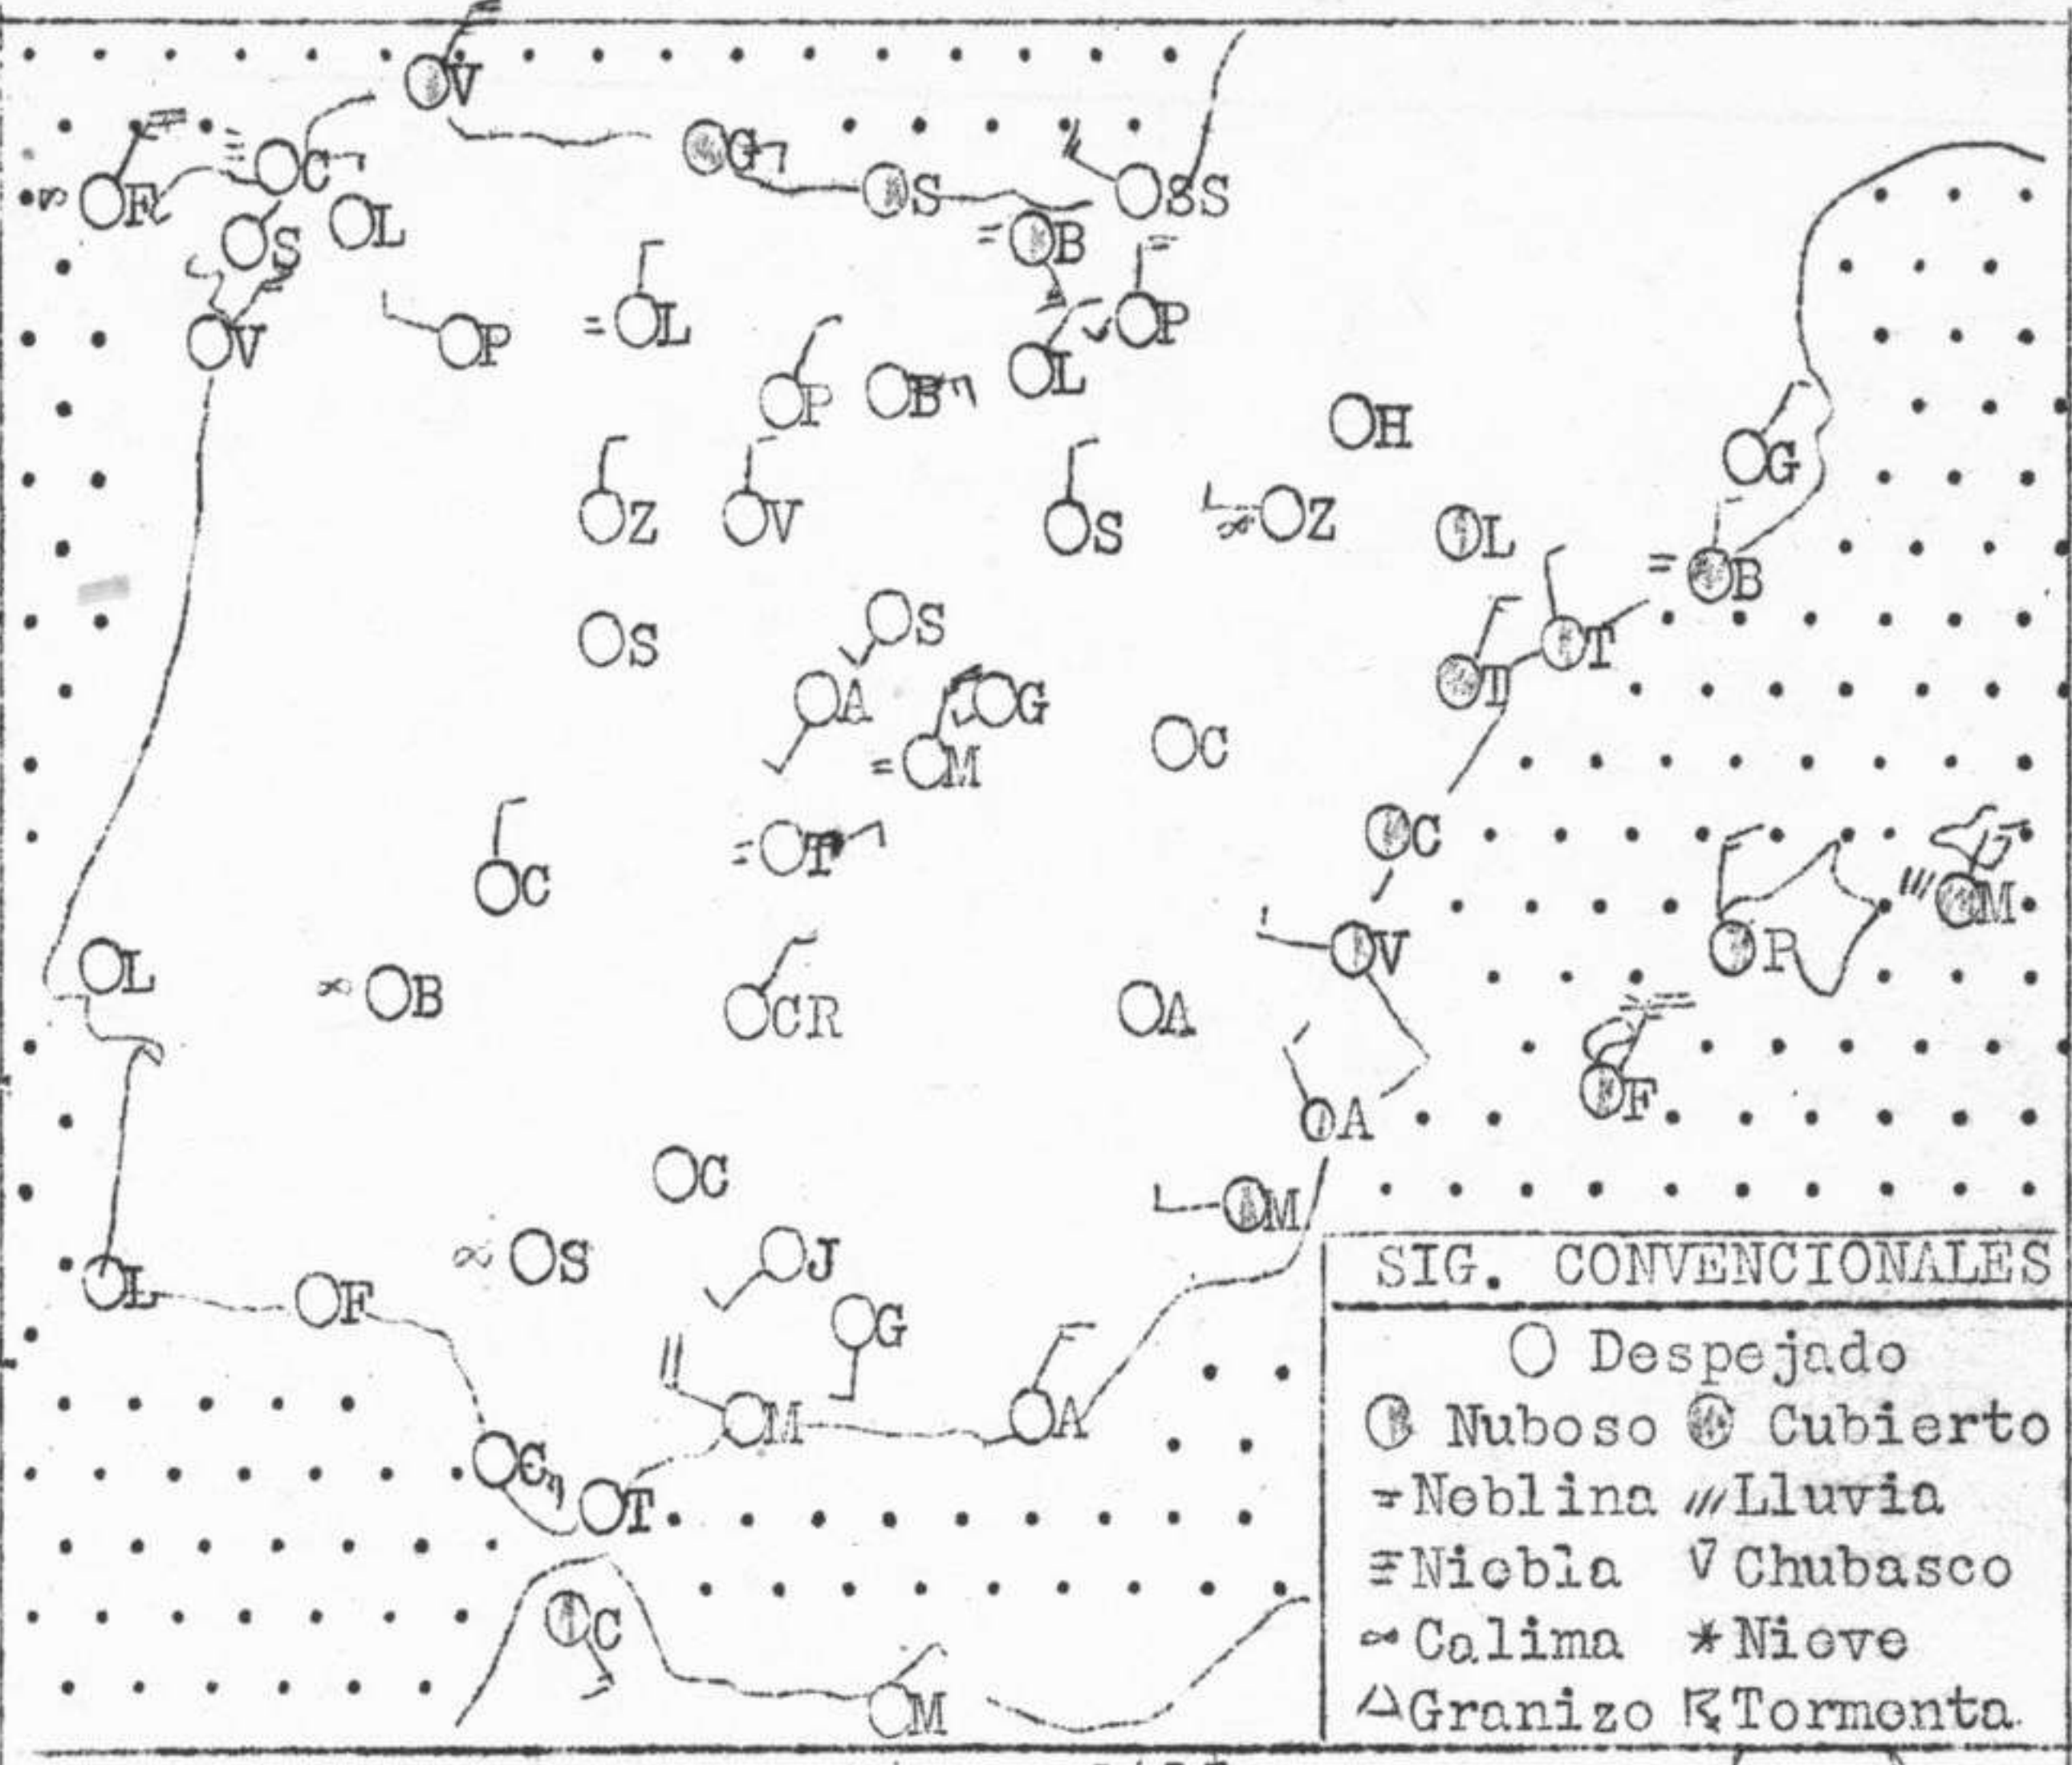 V
G
C
F
S
SS
L
S
B
V
P
L
P
P
B
L
H
G
Z
V
S
Z
L
B
S
S
T
T
A
G
M
C
T
C
C
M
V
P
L
B
CR
A
F
A
C
M
S
J
L
F
G
M
A
C
T
C
M
SIG. CONVENCIONALES
Despejado
Nuboso Cubierto
Neblina Lluvia
Niebla Chubasco
Calima Nieve
Granizo Tormenta